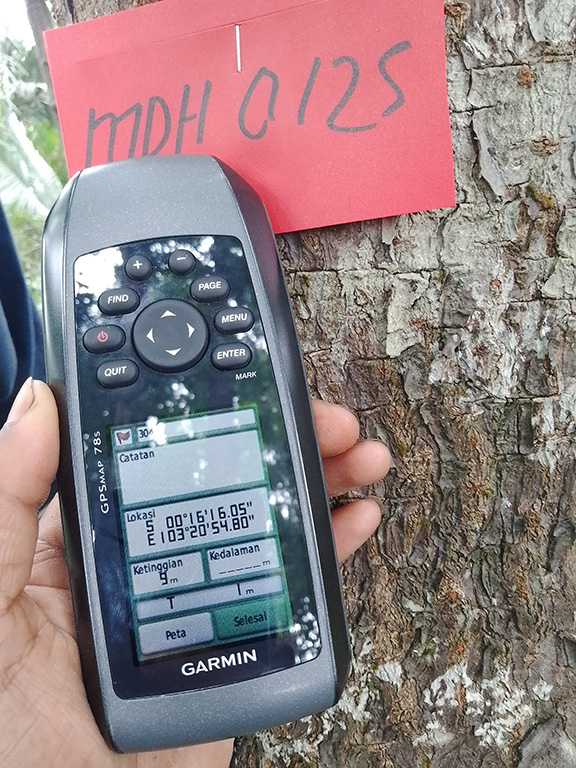 MDH 0125
+ −
FIND PAGE
MENU
QUIT ENTER
MARK
GPSMAP 78s
304
Catatan
Lokasi
S 00°16'16.05"
E 103°20'54.80"
Ketinggian Kedalaman
9m _____m
T 1m
Peta Selesai
GARMIN